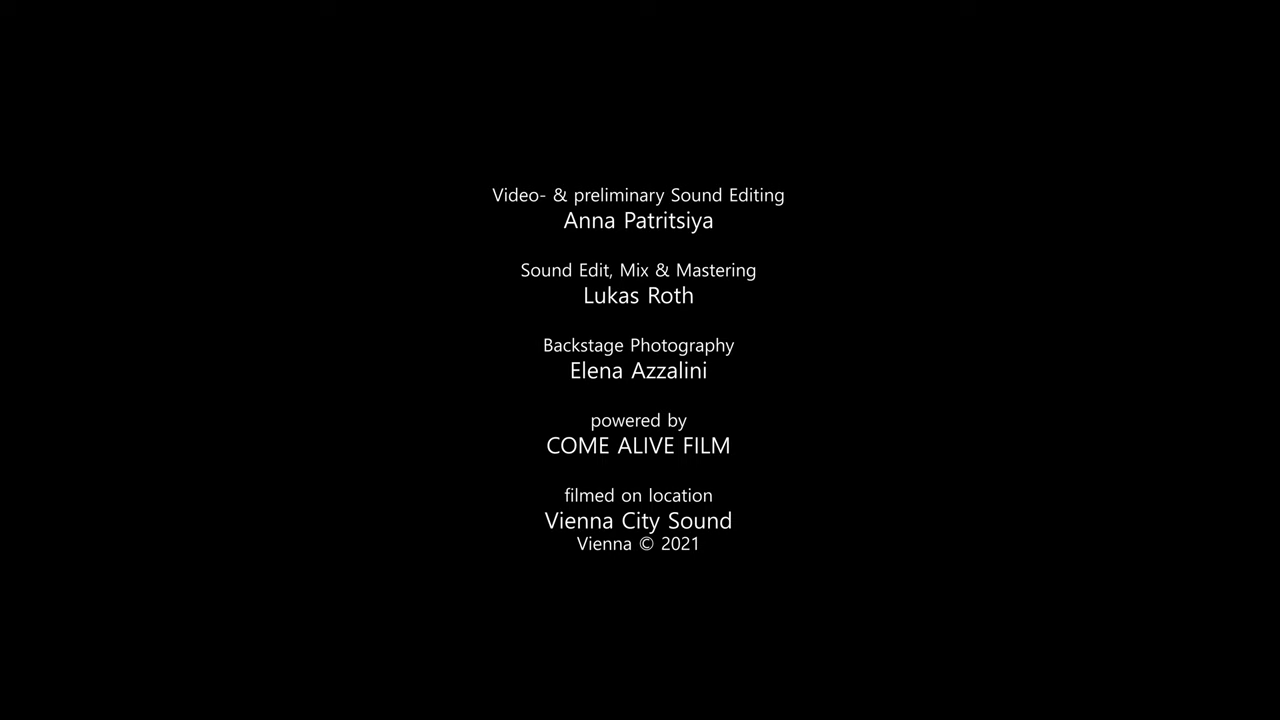 Video- & preliminary Sound Editing
Anna Patritsiya
Sound Edit, Mix & Mastering
Lukas Roth
Backstage Photography
Elena Azzalini
powered by
COME ALIVE FILM
filmed on location
Vienna City Sound
Vienna © 2021